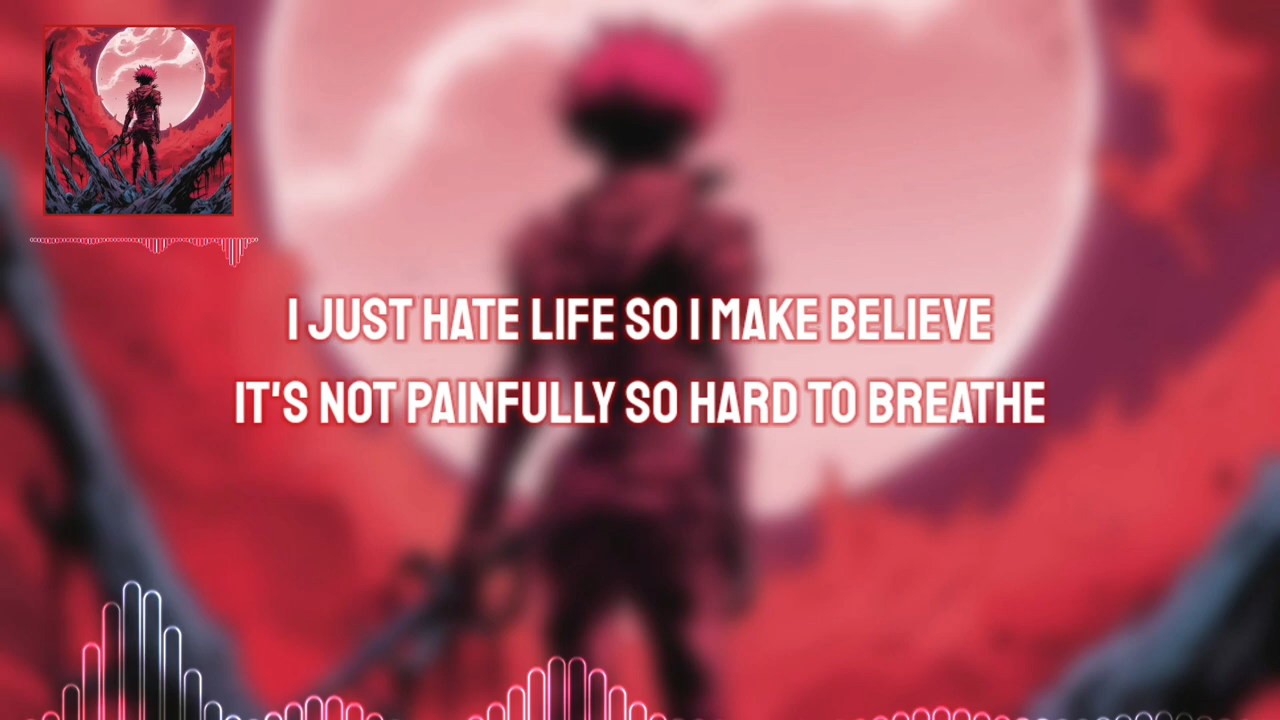 I JUST HATE LIFE SO I MAKE BELIEVE
IT'S NOT PAINFULLY SO HARD TO BREATHE